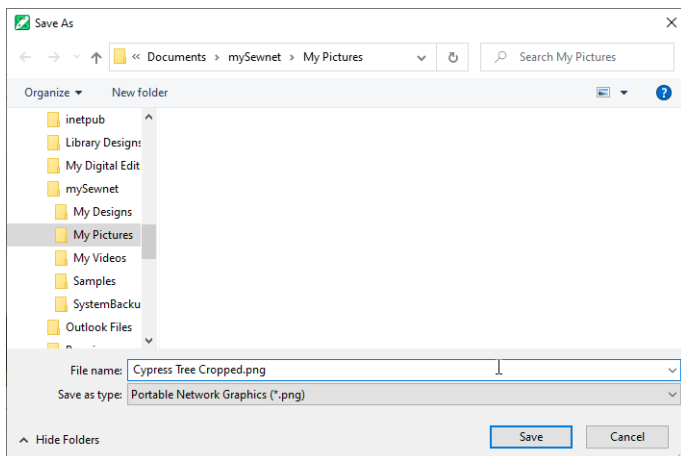 Save As
« Documents › mySewnet › My Pictures
Search My Pictures
Organize
New folder
inetpub
Library Designs
My Digital Edit
mySewnet
My Designs
My Pictures
My Videos
Samples
SystemBacku
Outlook Files
File name: Cypress Tree Cropped.png
Save as type: Portable Network Graphics (*.png)
Hide Folders
Save
Cancel